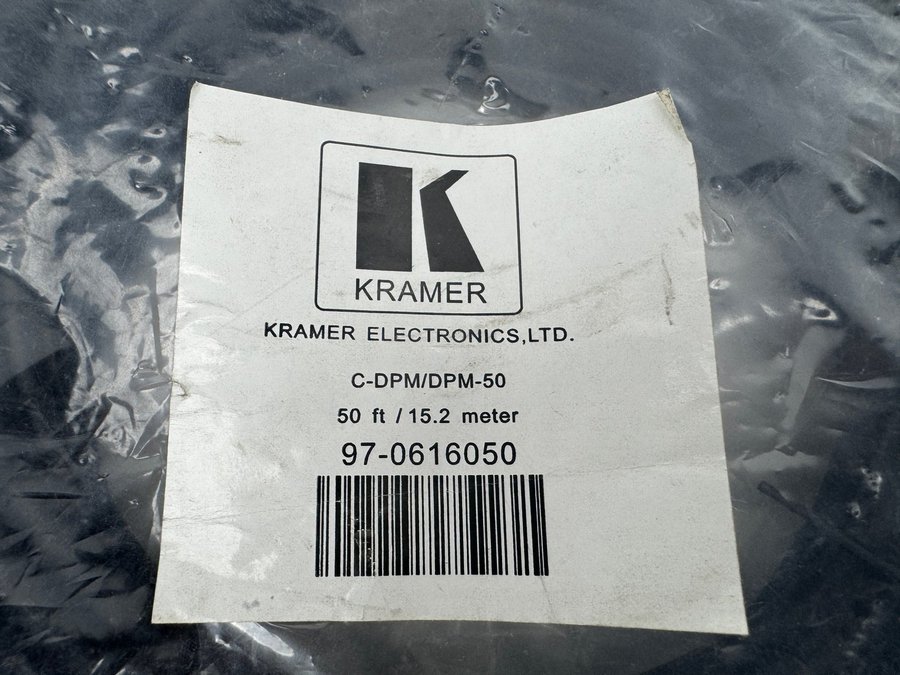 KRAMER
KRAMER ELECTRONICS,LTD.
C-DPM/DPM-50
50 ft / 15.2 meter
97-0616050